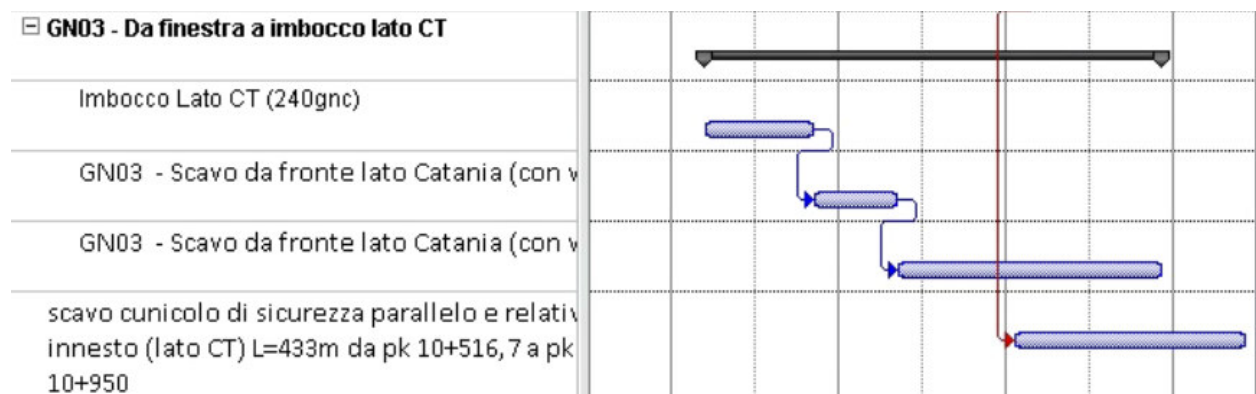 GN03 - Da finestra a imbocco lato CT
Imbocco Lato CT (240gnc)
GN03 - Scavo da fronte lato Catania (con
GN03 - Scavo da fronte lato Catania (con
scavo cunicolo di sicurezza parallelo e
innesto (lato CT) L=433m da pk 10+516,7 a pk
10+950